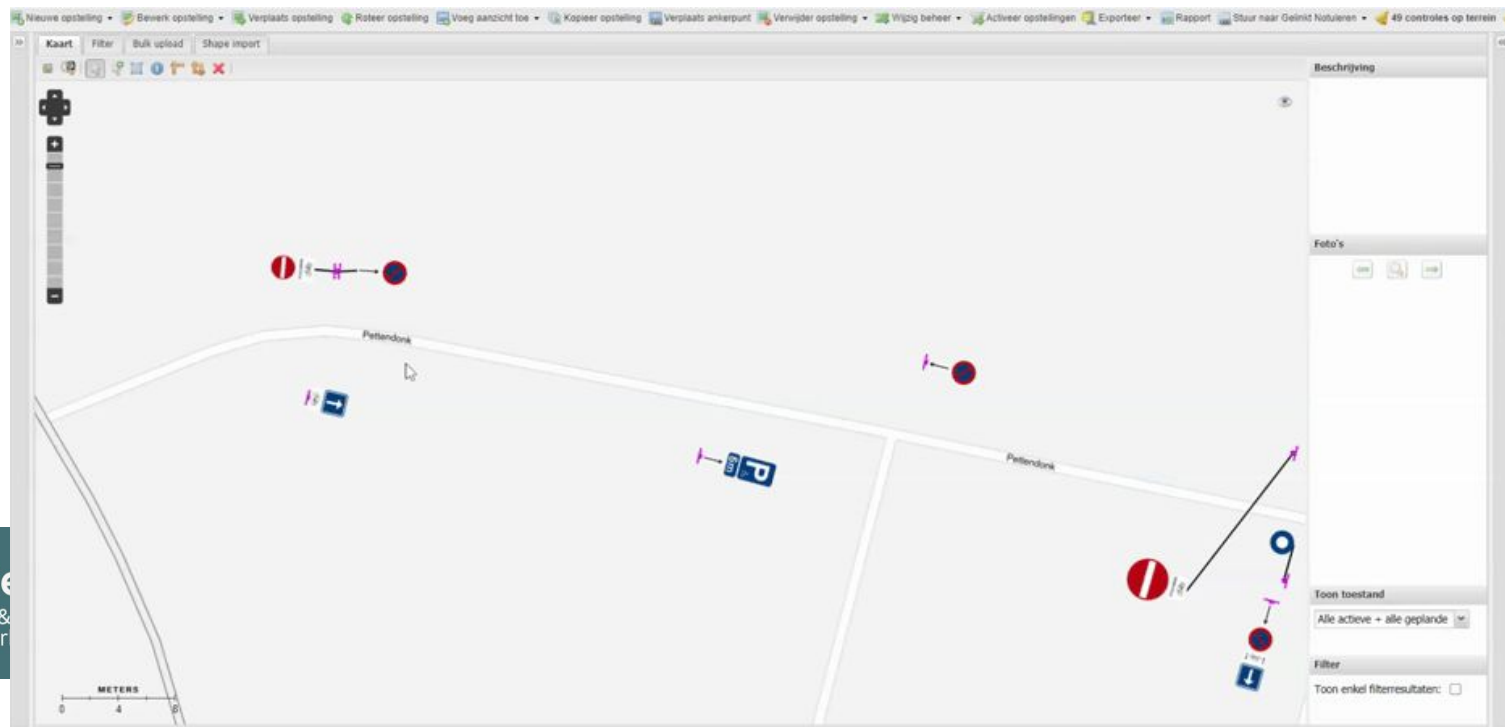 Nieuwe opstelling Bewerk opstelling Verplaats opstelling Roteer opstelling Voeg aanzicht toe Kopieer opstelling Verplaats ankerpunt Verwijder opstelling Wijzig beheer Activeer opstellingen Exporteer Rapport Stuur naar Gelinkt Notuleren 49 controles op terrein
Kaart Filter Bulk upload Shape import
Beschrijving
Foto's
Pettendonk
P
6m
Pettendonk
Toon toestand
Alle actieve + alle geplande
Filter
Toon enkel filterresultaten:
METERS
0 4 8